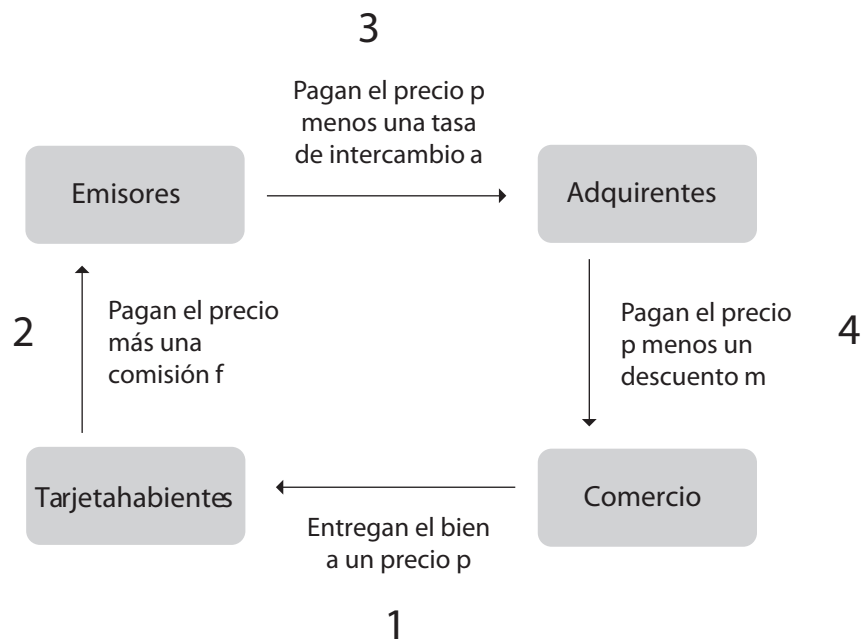 3
Pagan el precio p
menos una tasa
de intercambio a
Emisores
Adquirentes
2
Pagan el precio
más una
comisión f
Pagan el precio
p menos un
descuento m
4
Tarjetahabientes
Comercio
Entregan el bien
a un precio p
1